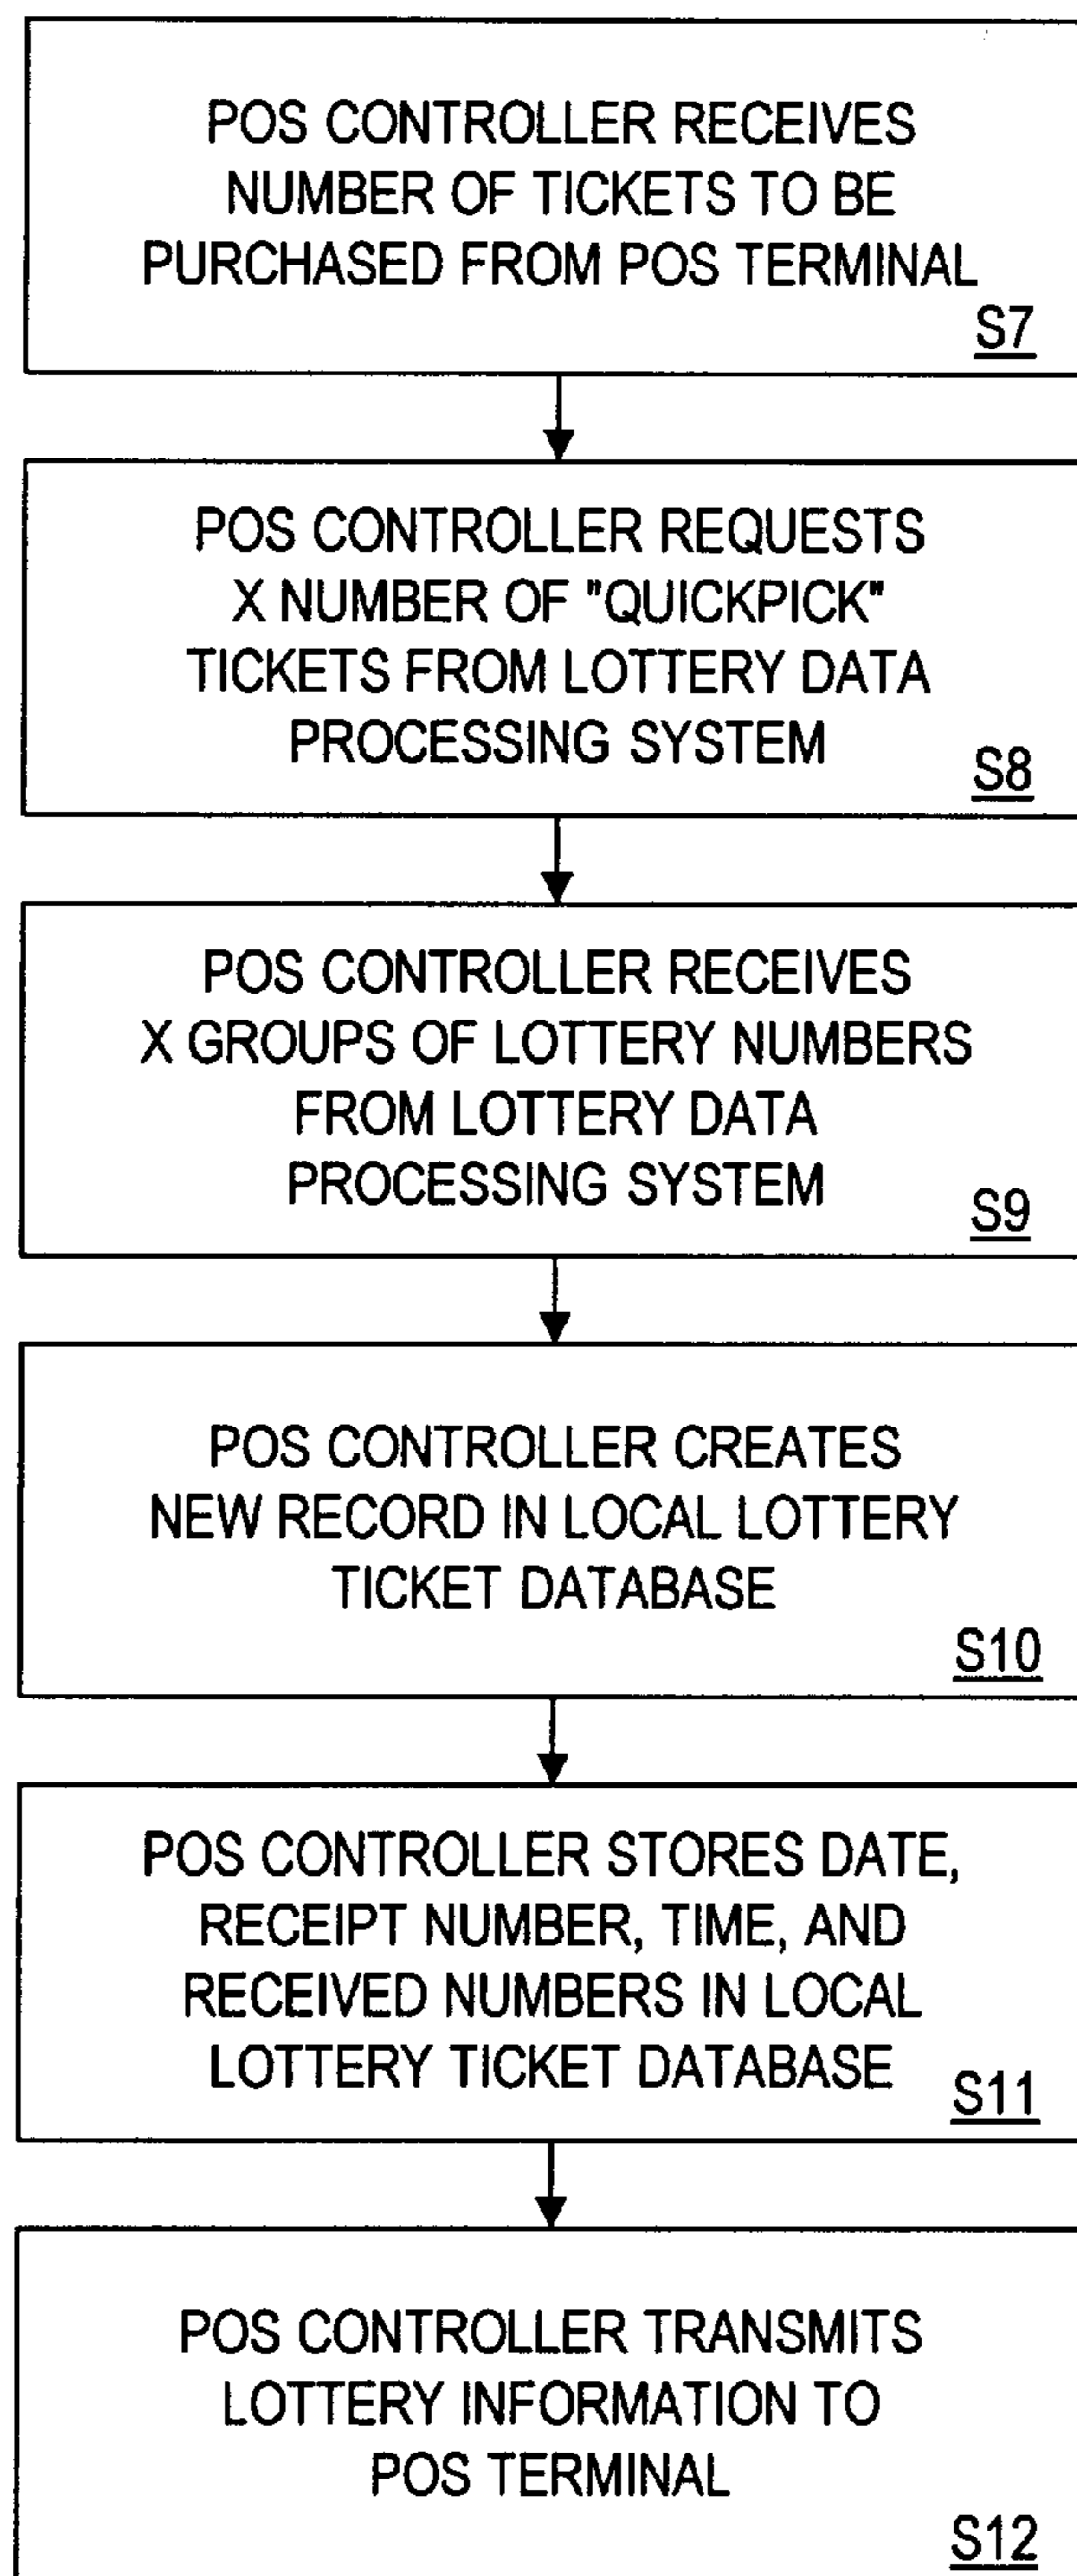 POS CONTROLLER RECEIVES
NUMBER OF TICKETS TO BE
PURCHASED FROM POS TERMINAL
S7
POS CONTROLLER REQUESTS
X NUMBER OF "QUICKPICK"
TICKETS FROM LOTTERY DATA
PROCESSING SYSTEM
S8
POS CONTROLLER RECEIVES
X GROUPS OF LOTTERY NUMBERS
FROM LOTTERY DATA
PROCESSING SYSTEM
S9
POS CONTROLLER CREATES
NEW RECORD IN LOCAL LOTTERY
TICKET DATABASE
S10
POS CONTROLLER STORES DATE,
RECEIPT NUMBER, TIME, AND
RECEIVED NUMBERS IN LOCAL
LOTTERY TICKET DATABASE
S11
POS CONTROLLER TRANSMITS
LOTTERY INFORMATION TO
POS TERMINAL
S12